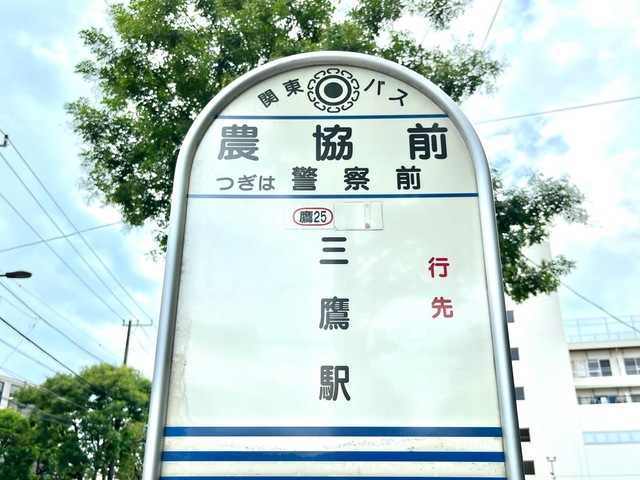 関東バス
農協前
つぎは 警察前
鷹25
三鷹駅
行先